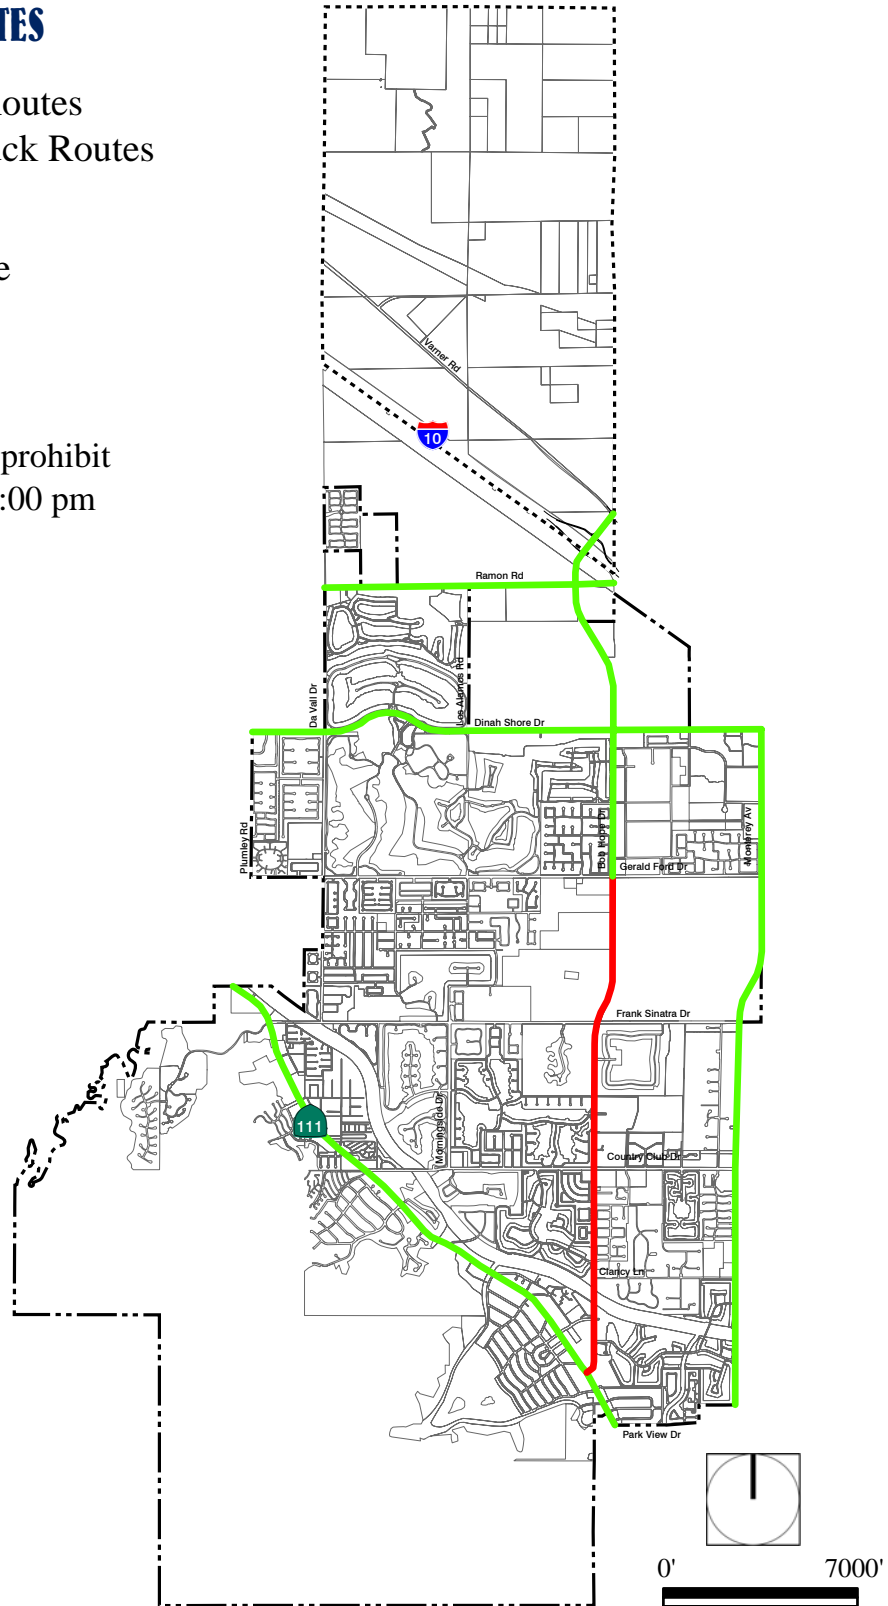 TES
outes
ck Routes
e
prohibit
:00 pm
Varner Rd
10
Ramon Rd
Da Vall Dr
Los Alamos Rd
Dinah Shore Dr
Plumley Rd
Bob Hope Dr
Monterey Av
Gerald Ford Dr
Frank Sinatra Dr
111
Morningside Dr
Country Club Dr
Clancy Ln
Park View Dr
0' 7000'